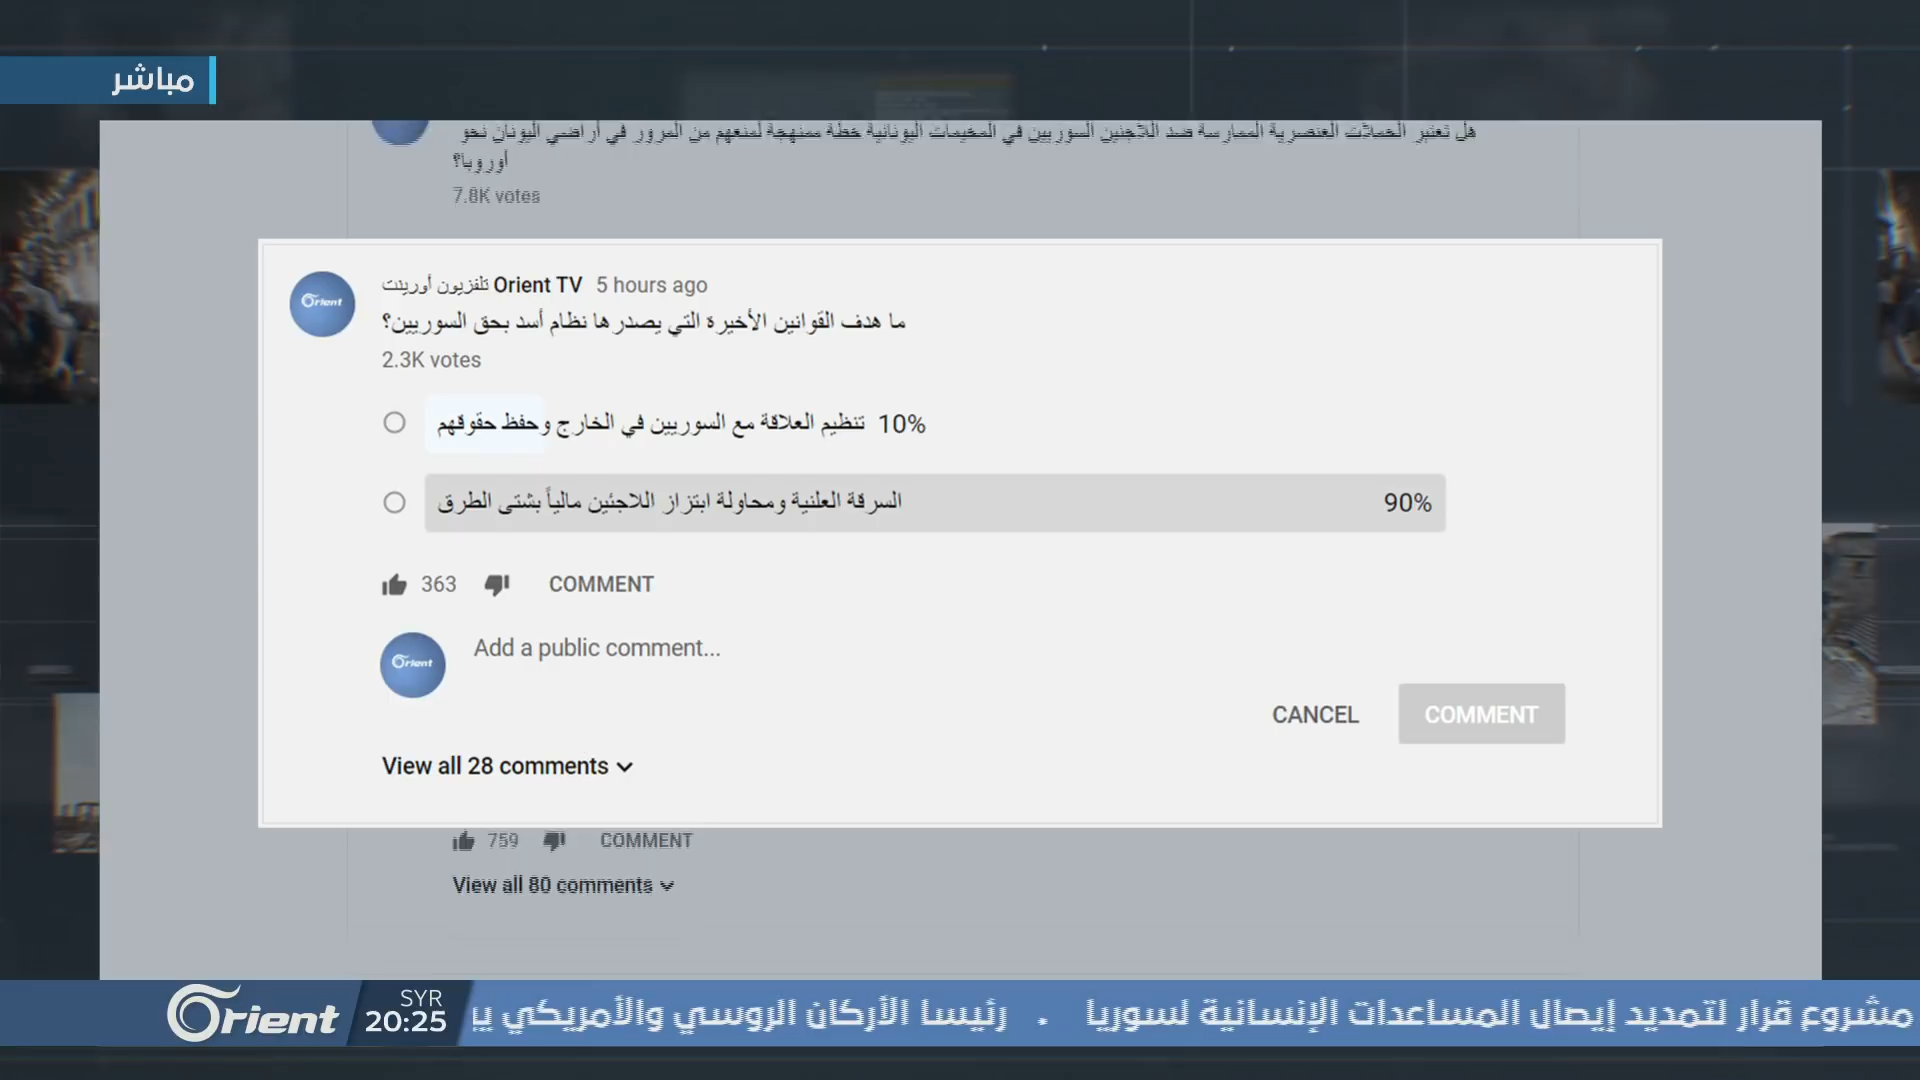 مباشر
هل تعتبر الحملات العنصرية الممارسة ضد اللاجئين السوريين في المخيمات اليونانية خطة ممنهجة لمنعهم من المرور في أراضي اليونان نحو
أوروبا؟
7.8K votes
Orient
تلفزيون أورينت Orient TV 5 hours ago
ما هدف القوانين الأخيرة التي يصدرها نظام أسد بحق السوريين؟
2.3K votes
تنظيم العلاقة مع السوريين في الخارج وحفظ حقوقهم 10%
السرقة العلنية ومحاولة ابتزاز اللاجئين مالياً بشتى الطرق 90%
363 COMMENT
Orient
Add a public comment...
CANCEL COMMENT
View all 28 comments
759 COMMENT
View all 80 comments
Orient
SYR
20:25
مشروع قرار لتمديد إيصال المساعدات الإنسانية لسوريا . رئيسا الأركان الروسي والأمريكي